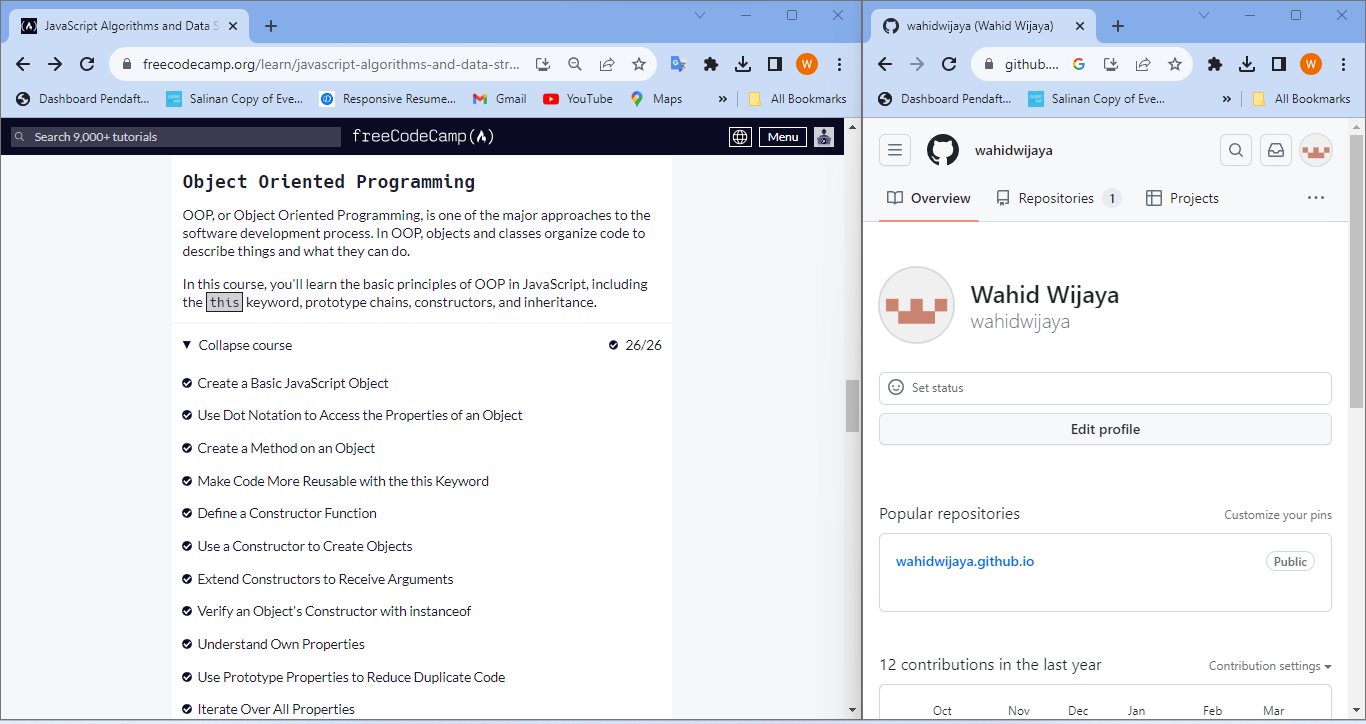 JavaScript Algorithms and Data S
freecodecamp.org/learn/javascript-algorithms-and-data-str...
W
Dashboard Pendaft...
Salinan Copy of Eve...
Responsive Resume...
Gmail
YouTube
Maps
»
All Bookmarks
Search 9,000+ tutorials
freeCodeCamp
Menu
Object Oriented Programming
OOP, or Object Oriented Programming, is one of the major approaches to the
software development process. In OOP, objects and classes organize code to
describe things and what they can do.
In this course, you'll learn the basic principles of OOP in JavaScript, including
the this keyword, prototype chains, constructors, and inheritance.
Collapse course
26/26
Create a Basic JavaScript Object
Use Dot Notation to Access the Properties of an Object
Create a Method on an Object
Make Code More Reusable with the this Keyword
Define a Constructor Function
Use a Constructor to Create Objects
Extend Constructors to Receive Arguments
Verify an Object's Constructor with instanceof
Understand Own Properties
Use Prototype Properties to Reduce Duplicate Code
Iterate Over All Properties
wahidwijaya (Wahid Wijaya)
github....
W
Dashboard Pendaft...
Salinan Copy of Eve...
»
All Bookmarks
wahidwijaya
Overview
Repositories 1
Projects
Wahid Wijaya
wahidwijaya
Set status
Edit profile
Popular repositories
Customize your pins
wahidwijaya.github.io
Public
12 contributions in the last year
Contribution settings
Oct Nov Dec Jan Feb Mar